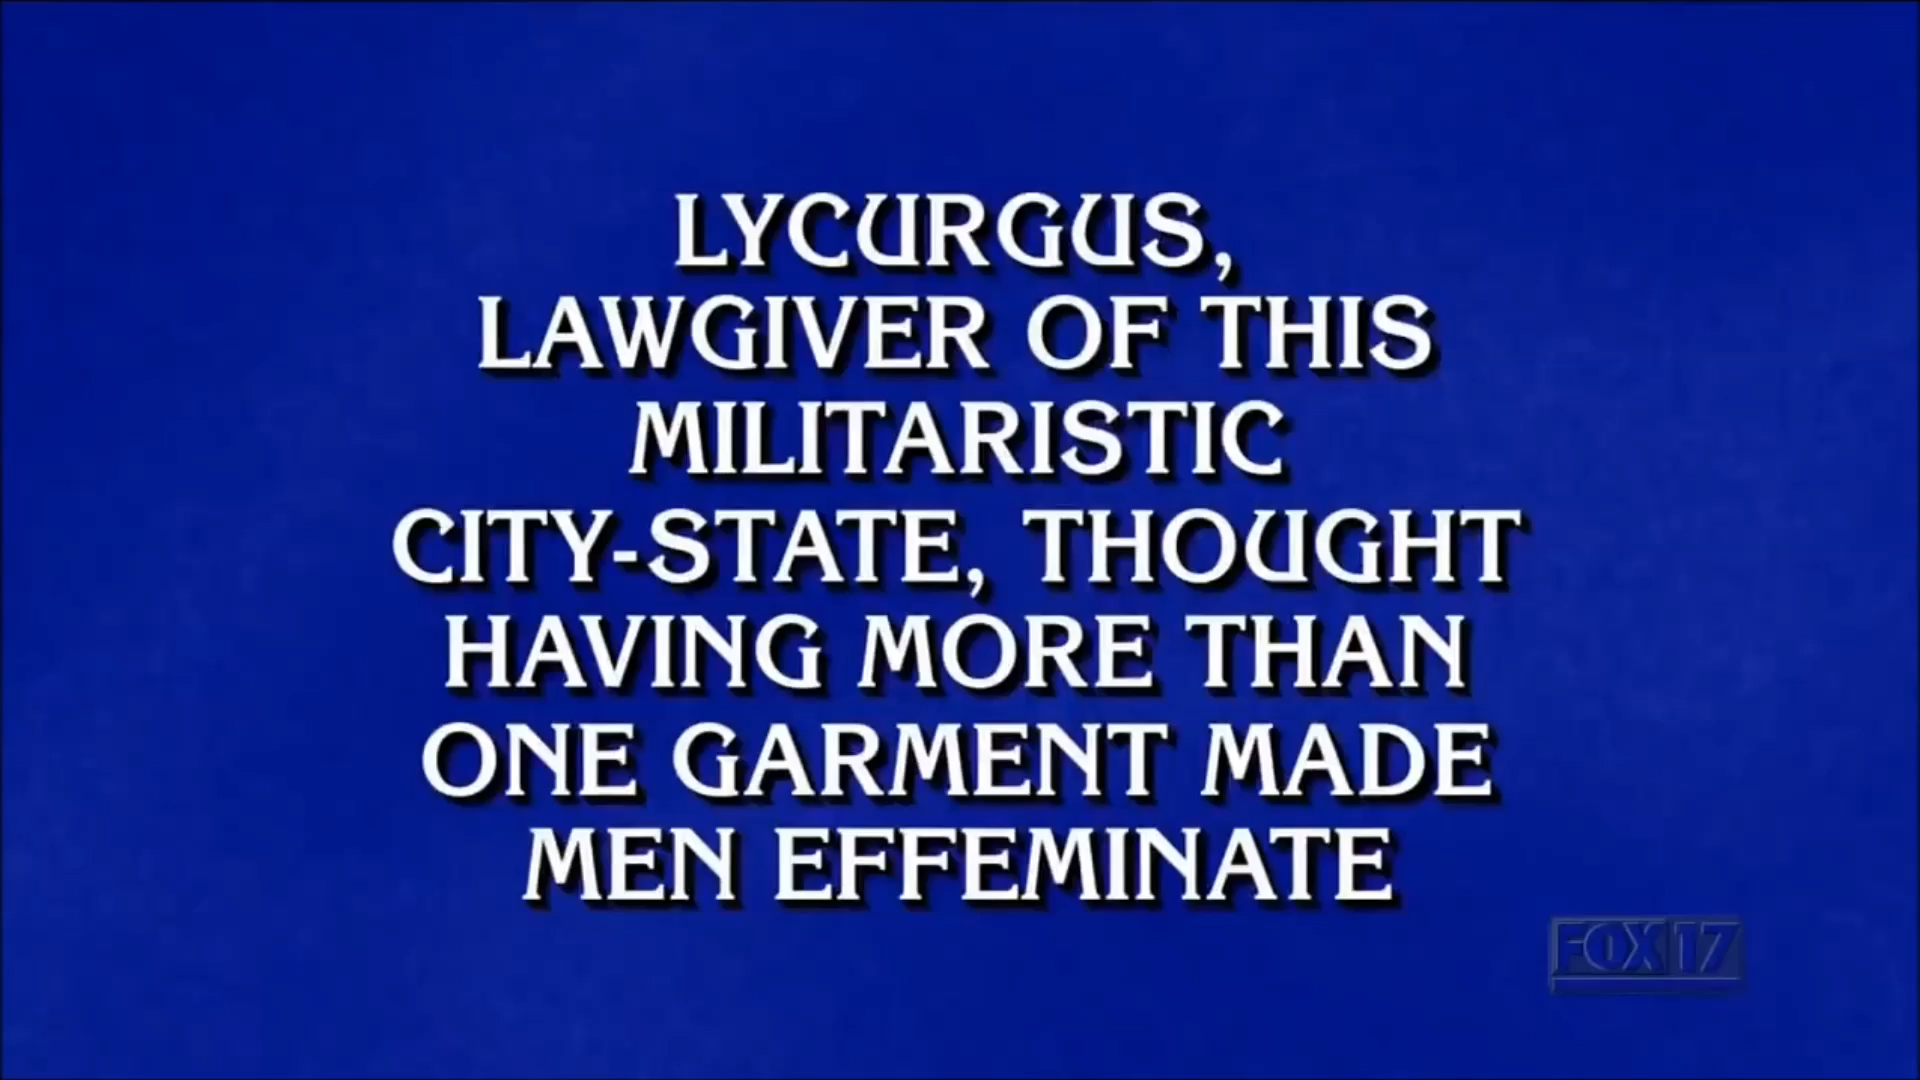 LYCURGUS,
LAWGIVER OF THIS
MILITARISTIC
CITY-STATE, THOUGHT
HAVING MORE THAN
ONE GARMENT MADE
MEN EFFEMINATE
FOX 17